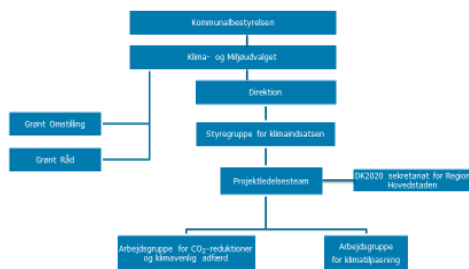 Kommunalbestyrelsen
Klima- og Miljøudvalget
Direktion
Grønt Omstilling
Styregruppe for klimaindsatsen
Grønt Råd
Projektledelsesteam
DK2020 sekretariat for Region
Hovedstaden
Arbejdsgruppe for CO₂-reduktioner
og klimavenlig adfærd
Arbejdsgruppe
for klimatilpasning